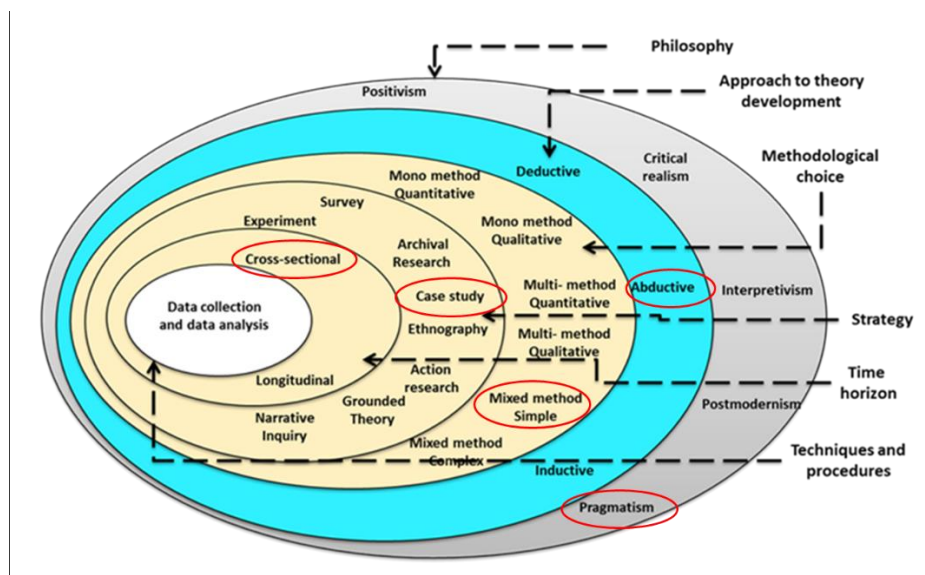 Philosophy
Approach to theory
development
Positivism
Methodological
choice
Critical
realism
Deductive
Mono method
Quantitative
Survey
Experiment
Mono method
Qualitative
Archival
Research
Cross-sectional
Multi- method
Quantitative
Abductive
Interpretivism
Case study
Data collection
and data analysis
Strategy
Ethnography
Multi- method
Qualitative
Time
horizon
Action
research
Longitudinal
Mixed method
Simple
Postmodernism
Grounded
Theory
Narrative
Inquiry
Mixed method
Complex
Techniques and
procedures
Inductive
Pragmatism